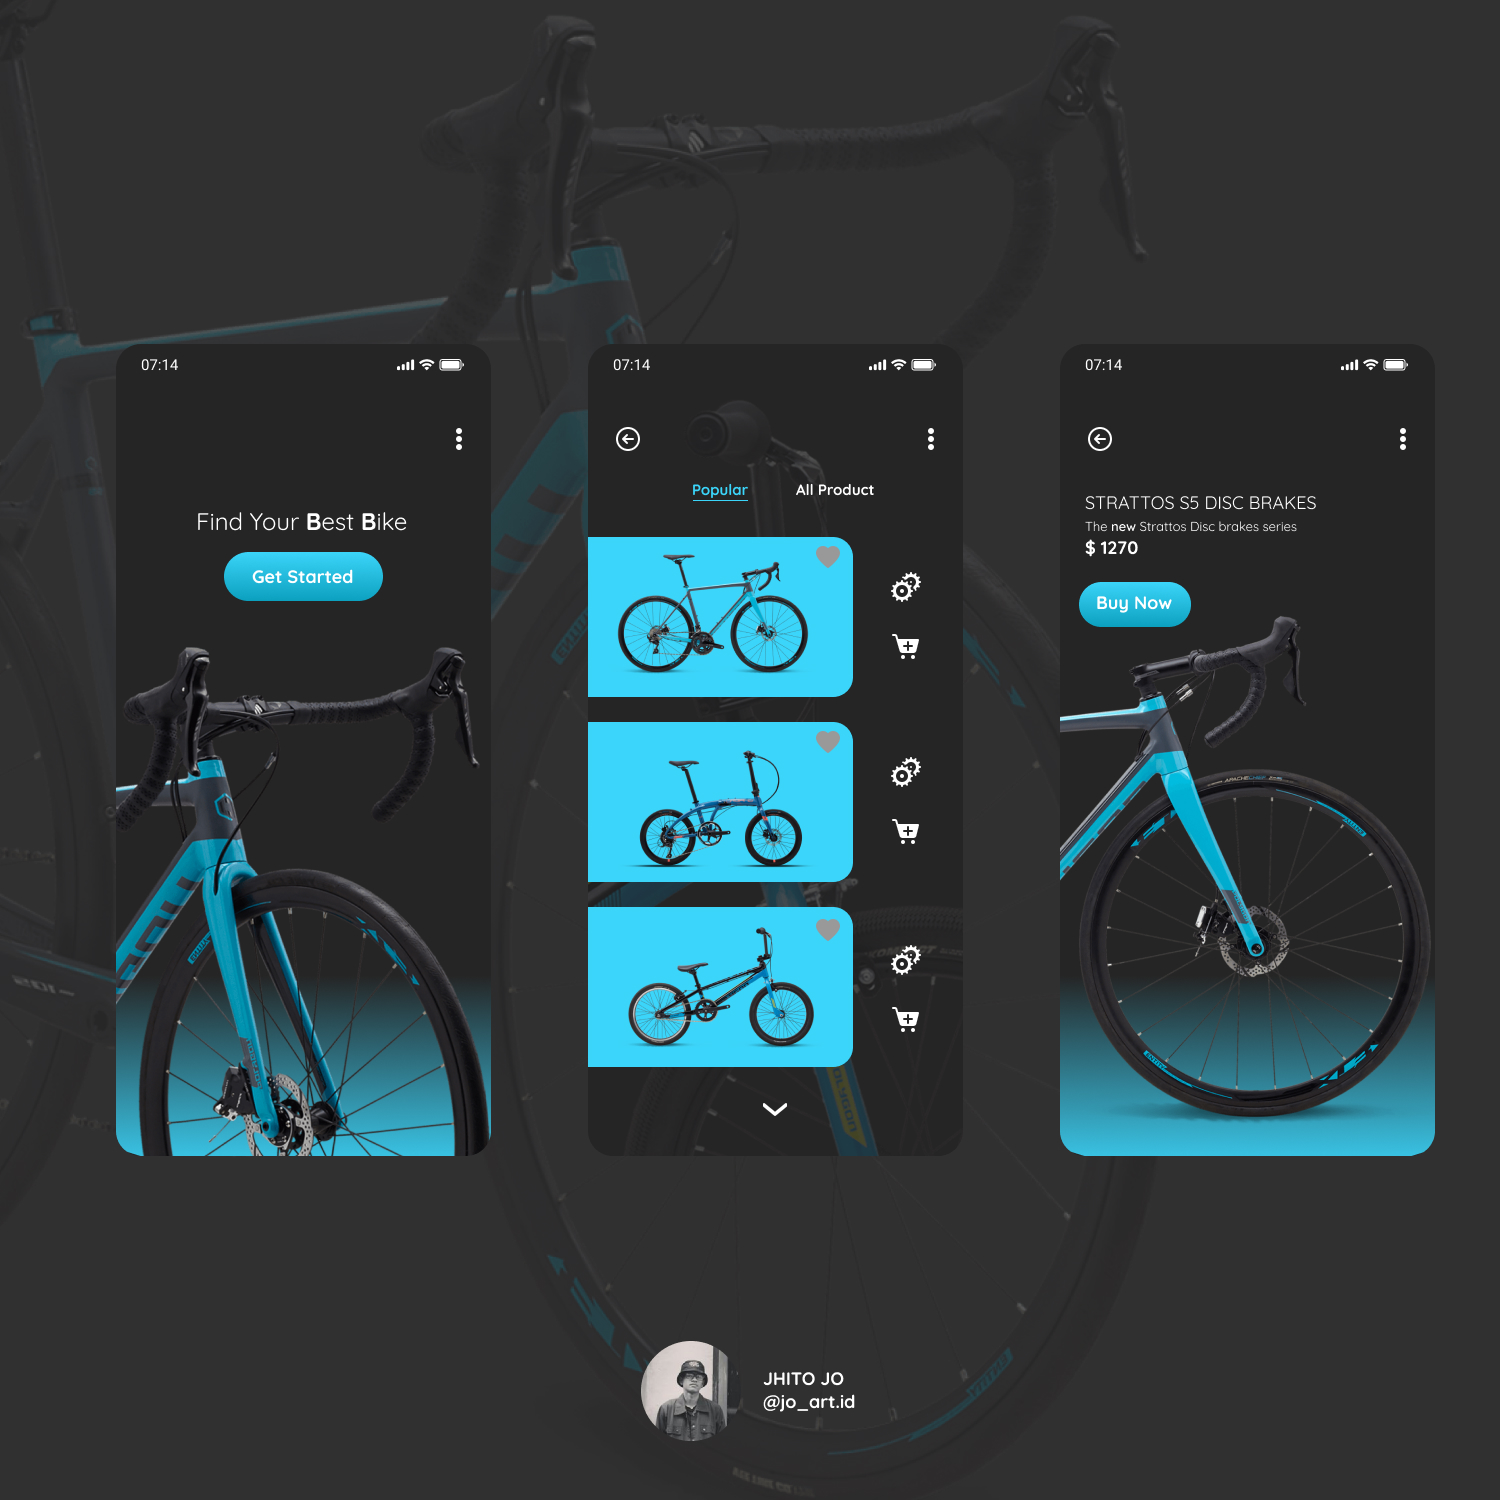 07:14
Find Your Best Bike
Get Started
07:14
Popular
All Product
07:14
STRATTOS S5 DISC BRAKES
The new Strattos Disc brakes series
$ 1270
Buy Now
JHITO JO
@jo_art.id